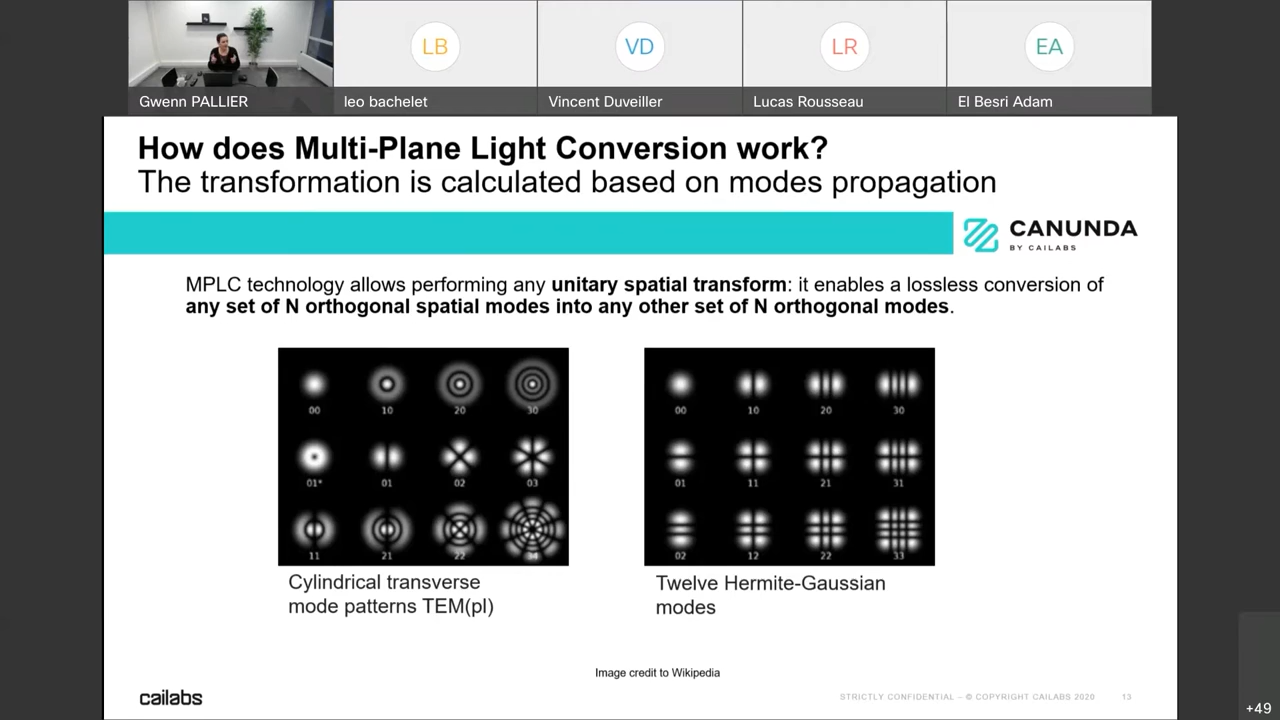 LB
VD
LR
EA
Gwenn PALLIER
leo bachelet
Vincent Duveiller
Lucas Rousseau
El Besri Adam
How does Multi-Plane Light Conversion work?
The transformation is calculated based on modes propagation
CANUNDA
BY CAILABS
MPLC technology allows performing any unitary spatial transform: it enables a lossless conversion of
any set of N orthogonal spatial modes into any other set of N orthogonal modes.
00 10 20 30
01* 01 02 03
11 21 22 34
Cylindrical transverse
mode patterns TEM(pl)
00 10 20 30
01 11 21 31
02 12 22 33
Twelve Hermite-Gaussian
modes
Image credit to Wikipedia
cailabs
STRICTLY CONFIDENTIAL – © COPYRIGHT CAILABS 2020 13
+49